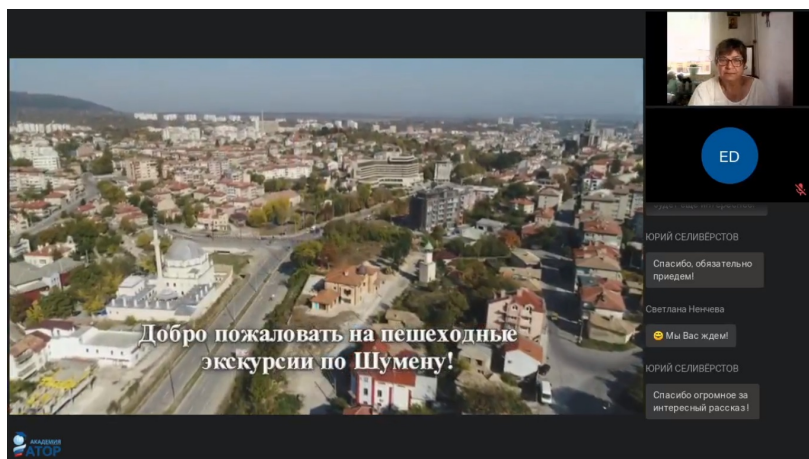 Добро пожаловать на пешеходные
экскурсии по Шумену!
ED
ЮРИЙ СЕЛИВЁРСТОВ
Спасибо, обязательно
приедем!
Светлана Ненчева
😊 Мы Вас ждем!
ЮРИЙ СЕЛИВЁРСТОВ
Спасибо огромное за
интересный рассказ!
АКАДЕМИЯ
АТОР